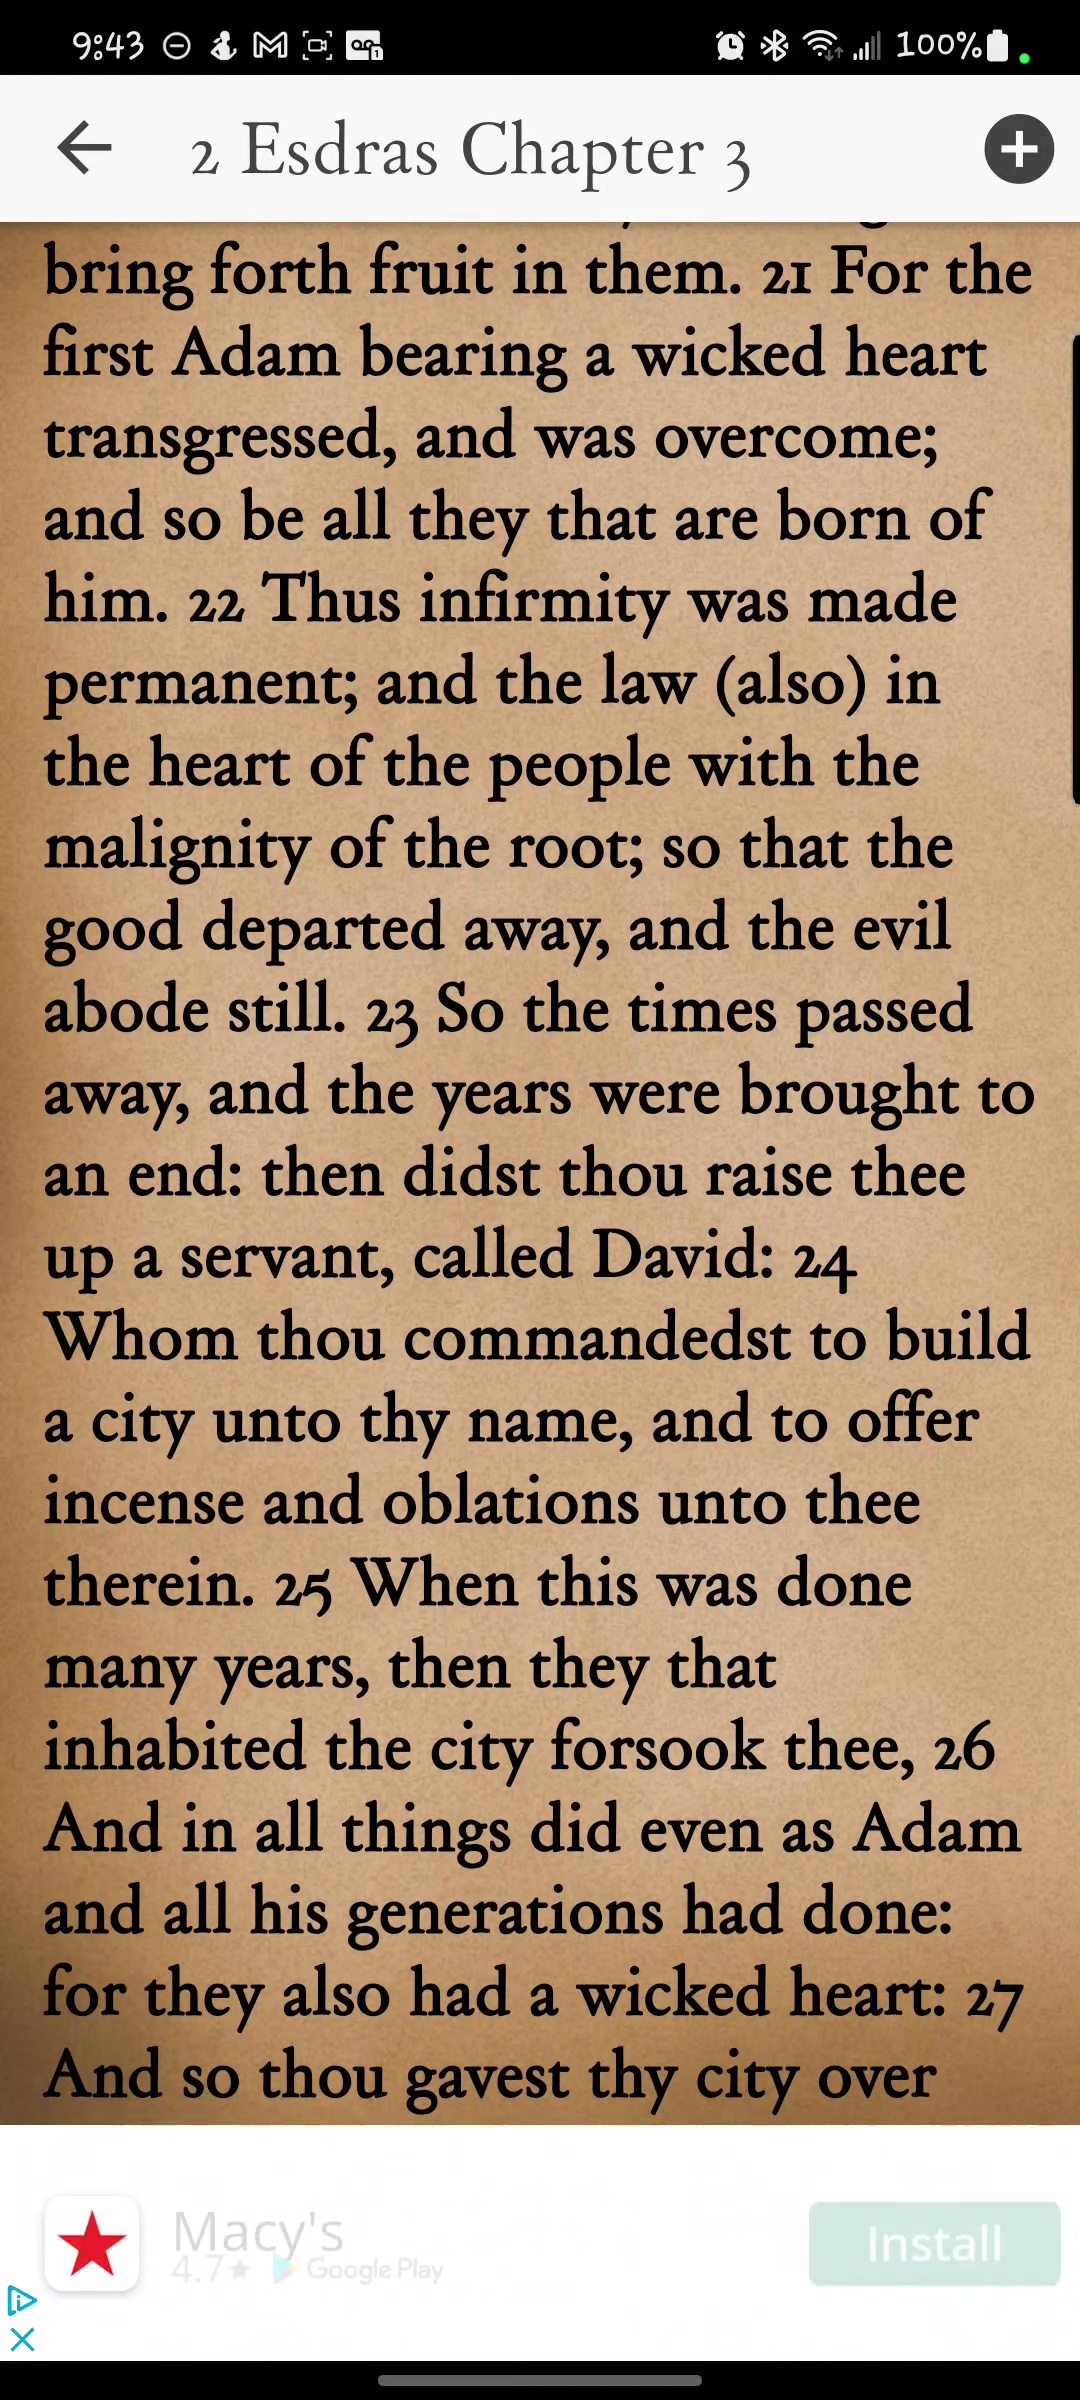 9:43
100%
2 Esdras Chapter 3
bring forth fruit in them. 21 For the
first Adam bearing a wicked heart
transgressed, and was overcome;
and so be all they that are born of
him. 22 Thus infirmity was made
permanent; and the law (also) in
the heart of the people with the
malignity of the root; so that the
good departed away, and the evil
abode still. 23 So the times passed
away, and the years were brought to
an end: then didst thou raise thee
up a servant, called David: 24
Whom thou commandedst to build
a city unto thy name, and to offer
incense and oblations unto thee
therein. 25 When this was done
many years, then they that
inhabited the city forsook thee, 26
And in all things did even as Adam
and all his generations had done:
for they also had a wicked heart: 27
And so thou gavest thy city over
Macy's
4.7★ Google Play
Install